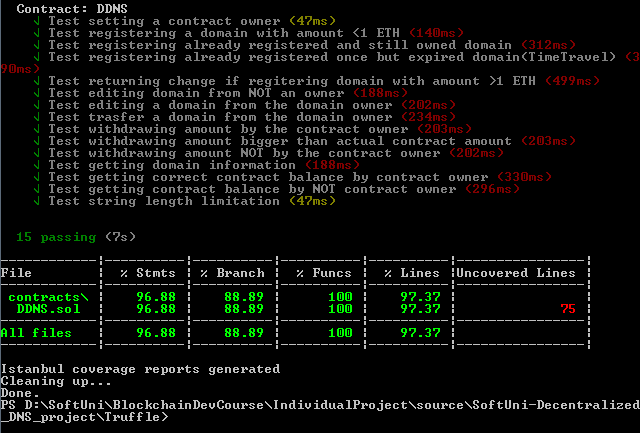 Contract: DDNS
√ Test setting a contract owner (47ms)
√ Test registering a domain with amount <1 ETH (140ms)
√ Test registering already registered and still owned domain (312ms)
√ Test registering already registered once but expired domain(TimeTravel) (3
90ms)
√ Test returning change if regitering domain with amount >1 ETH (499ms)
√ Test editing domain from NOT an owner (188ms)
√ Test editing a domain from the domain owner (202ms)
√ Test trasfer a domain from the domain owner (234ms)
√ Test withdrawing amount by the contract owner (203ms)
√ Test withdrawing amount bigger than actual contract amount (203ms)
√ Test withdrawing amount NOT by the contract owner (202ms)
√ Test getting domain information (188ms)
√ Test getting correct contract balance by contract owner (330ms)
√ Test getting contract balance by NOT contract owner (296ms)
√ Test string length limitation (47ms)
15 passing (7s)
File | % Stmts | % Branch | % Funcs | % Lines |Uncovered Lines |
contracts\ | 96.88 | 88.89 | 100 | 97.37 | |
DDNS.sol | 96.88 | 88.89 | 100 | 97.37 | 75 |
All files | 96.88 | 88.89 | 100 | 97.37 | |
Istanbul coverage reports generated
Cleaning up...
Done.
PS D:\SoftUni\BlockchainDevCourse\IndividualProject\source\SoftUni-Decentralized
_DNS_project\Truffle>